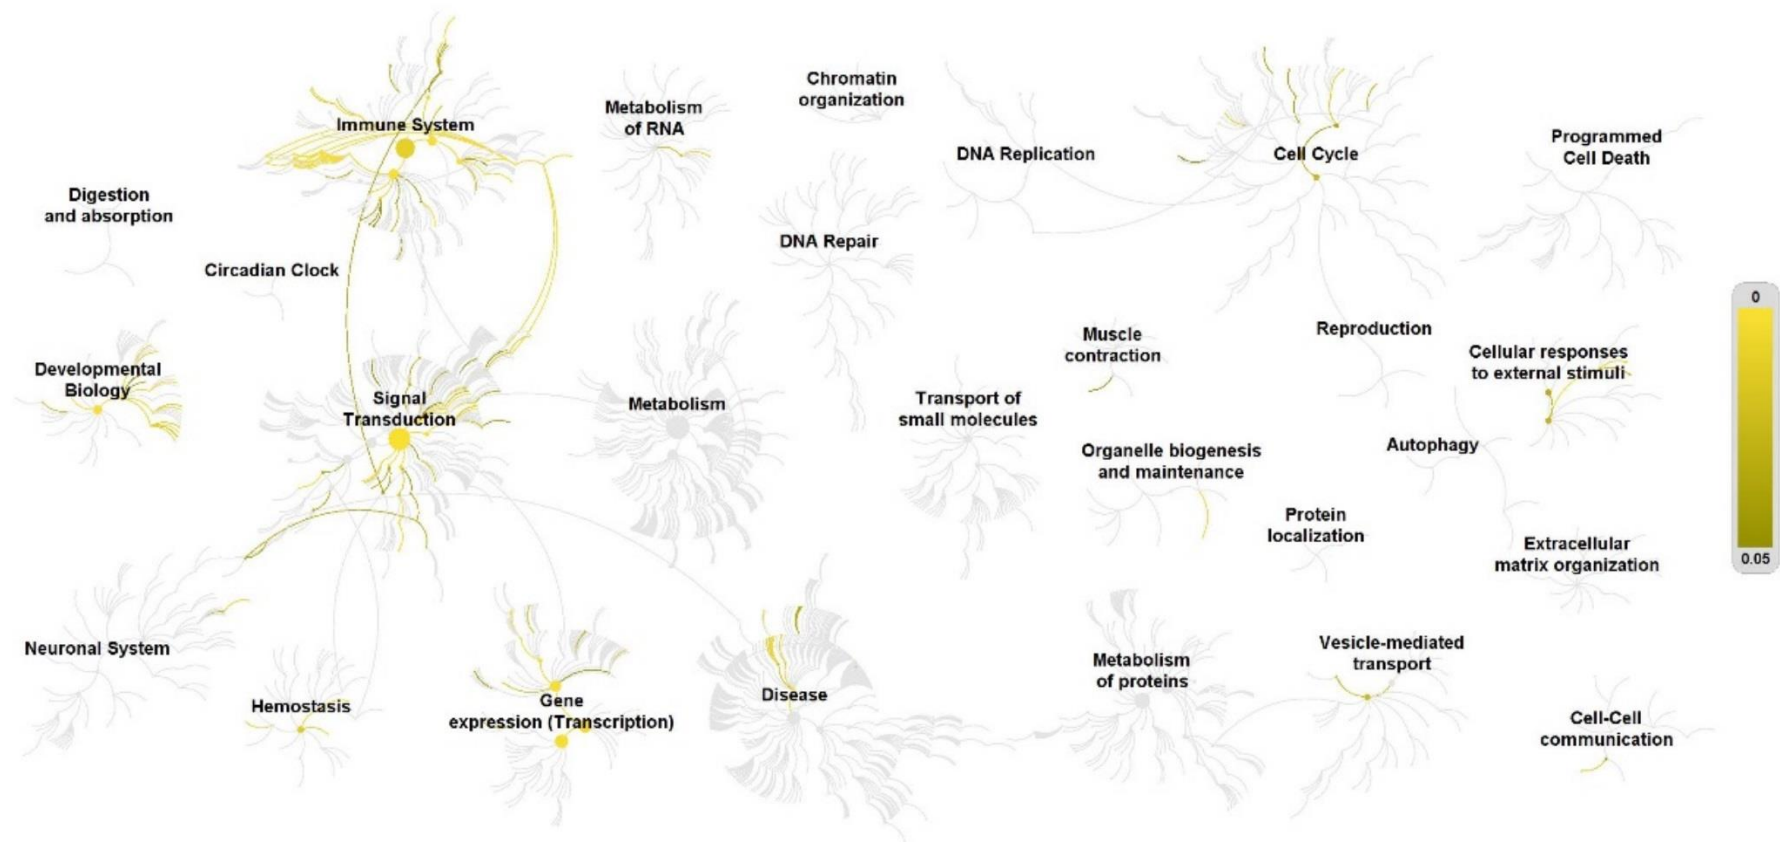 Chromatin
organization
Metabolism
of RNA
Immune System
DNA Replication
Cell Cycle
Programmed
Cell Death
Digestion
and absorption
DNA Repair
Circadian Clock
0
Muscle
contraction
Reproduction
Cellular responses
to external stimuli
Developmental
Biology
Signal
Transduction
Metabolism
Transport of
small molecules
Organelle biogenesis
and maintenance
Autophagy
Protein
localization
Extracellular
matrix organization
0.05
Neuronal System
Hemostasis
Gene
expression (Transcription)
Disease
Metabolism
of proteins
Vesicle-mediated
transport
Cell-Cell
communication